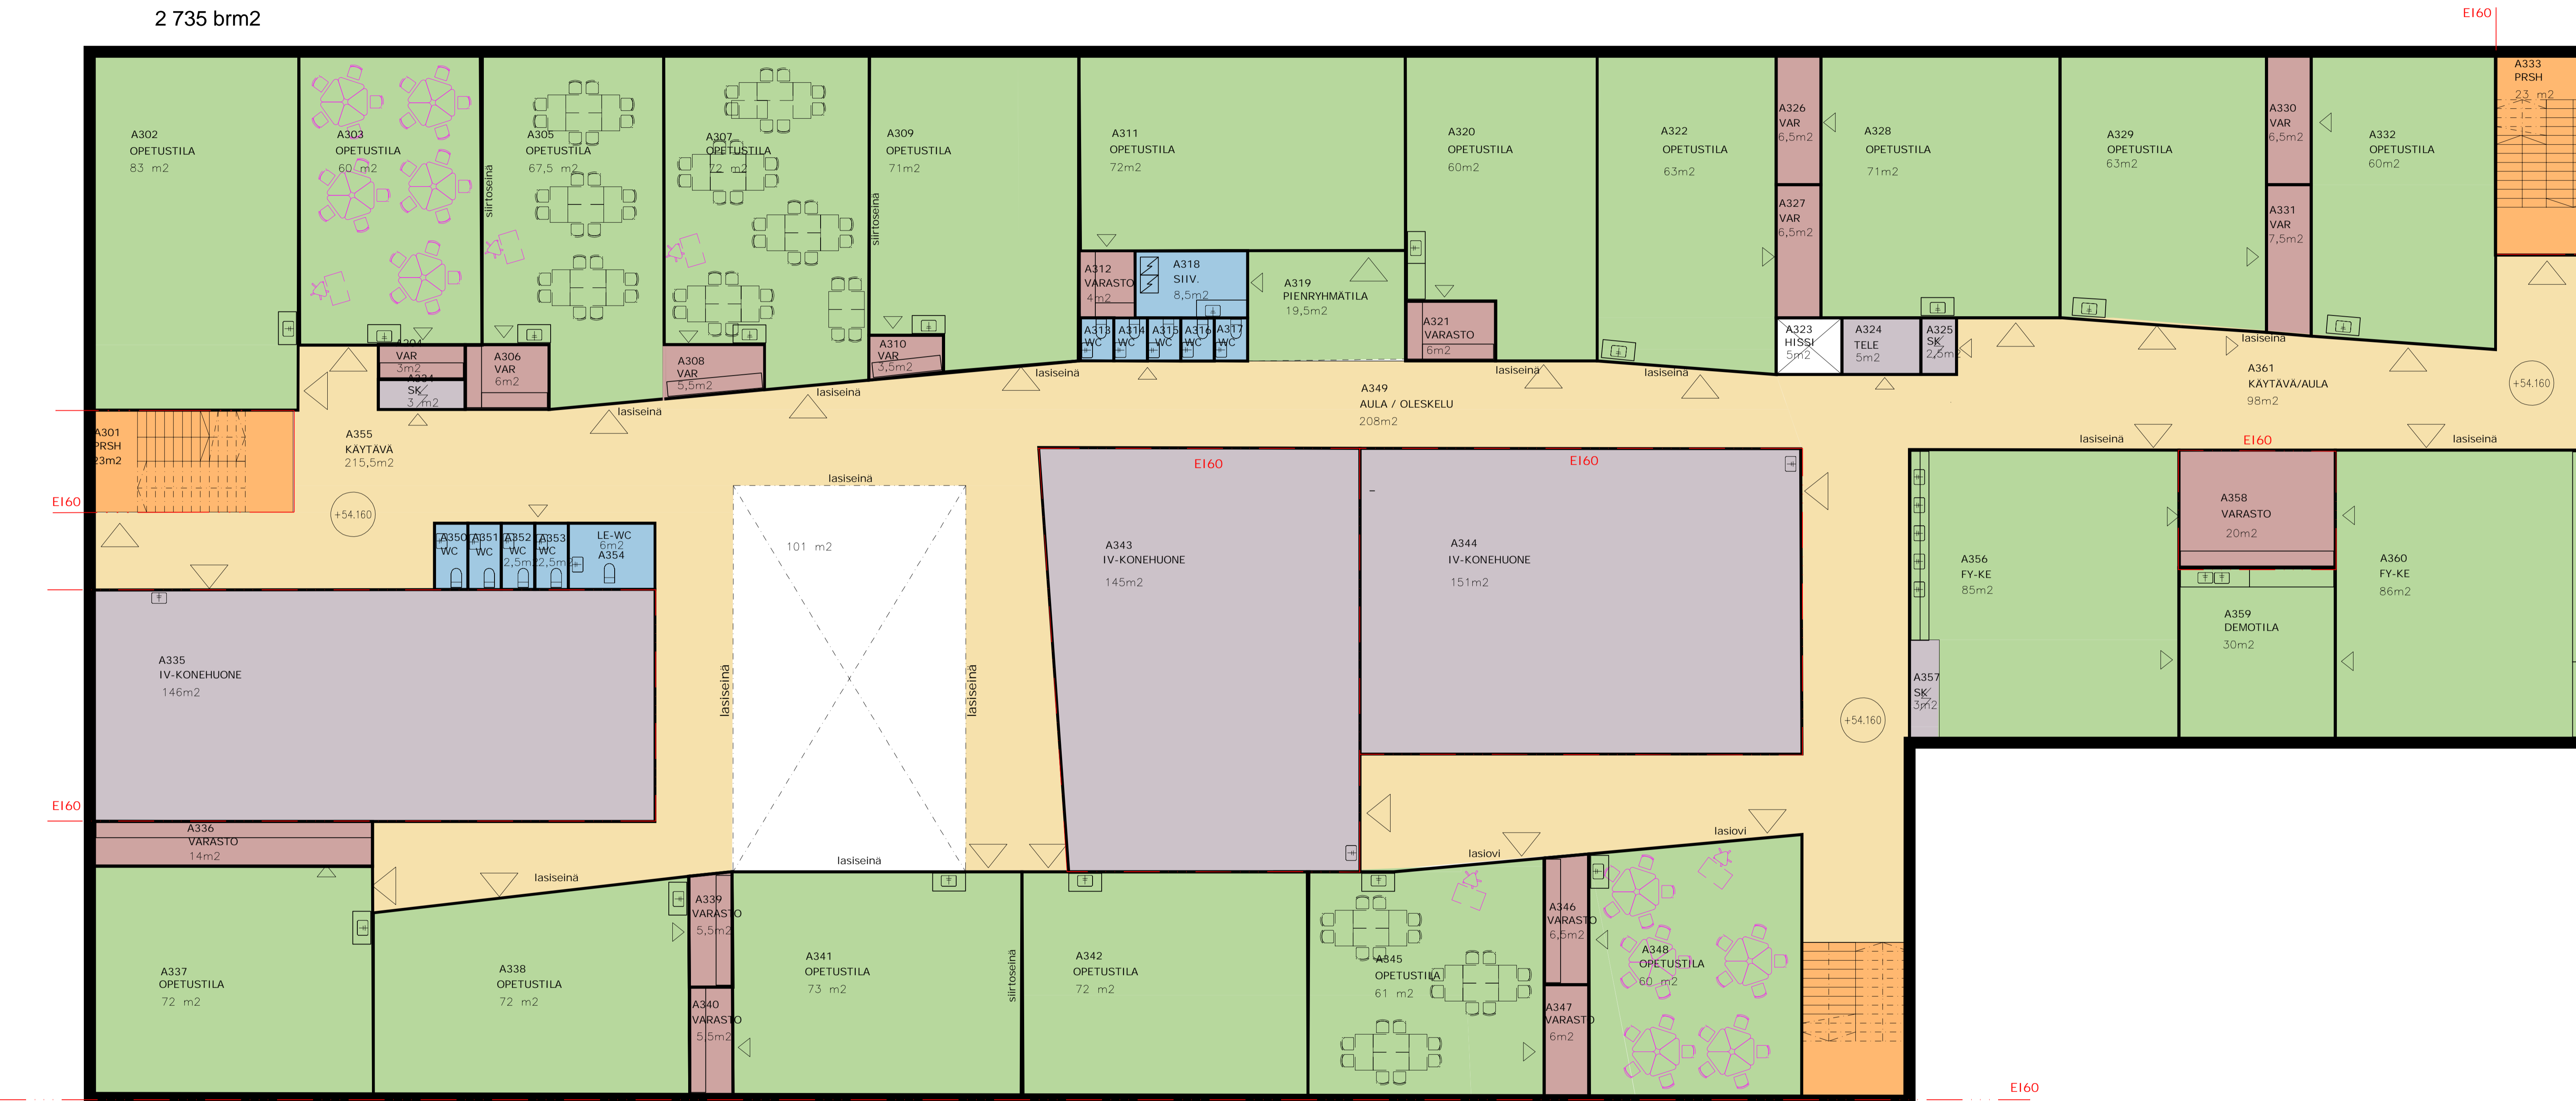 2 735 brm2
EI60
A302
OPETUSTILA
83 m2
A303
OPETUSTILA
60 m2
A305
OPETUSTILA
67,5 m2
siirtoseinä
A307
OPETUSTILA
72 m2
A309
OPETUSTILA
71m2
siirtoseinä
A311
OPETUSTILA
72m2
A320
OPETUSTILA
60m2
A322
OPETUSTILA
63m2
A326
VAR
6,5m2
A327
VAR
6,5m2
A328
OPETUSTILA
71m2
A329
OPETUSTILA
63m2
A330
VAR
6,5m2
A331
VAR
7,5m2
A332
OPETUSTILA
60m2
A333
PRSH
23 m2
VAR
3m2
SK
3 m2
A306
VAR
6m2
A308
VAR
5,5m2
A310
VAR
3,5m2
A312
VARASTO
4m2
A318
SIIV.
8,5m2
A313
WC
A314
WC
A315
WC
A316
WC
A317
WC
A319
PIENRYHMÄTILA
19,5m2
A321
VARASTO
6m2
A323
HISSI
5m2
A324
TELE
5m2
A325
SK
2,5m2
lasiseinä
lasiseinä
lasiseinä
lasiseinä
lasiseinä
lasiseinä
A349
AULA / OLESKELU
208m2
A361
KÄYTÄVÄ/AULA
98m2
+54.160
A301
PRSH
23m2
A355
KÄYTÄVÄ
215,5m2
EI60
+54.160
A350
WC
A351
WC
A352
WC
2,5m2
A353
WC
2,5m2
LE-WC
6m2
A354
lasiseinä
101 m2
lasiseinä
lasiseinä
lasiseinä
EI60
A343
IV-KONEHUONE
145m2
EI60
A344
IV-KONEHUONE
151m2
lasiseinä
EI60
lasiseinä
A356
FY-KE
85m2
A357
SK
3m2
A358
VARASTO
20m2
A359
DEMOTILA
30m2
A360
FY-KE
86m2
+54.160
A335
IV-KONEHUONE
146m2
EI60
A336
VARASTO
14m2
lasiseinä
lasiovi
lasiovi
A337
OPETUSTILA
72 m2
A338
OPETUSTILA
72 m2
A339
VARASTO
5,5m2
A340
VARASTO
5,5m2
A341
OPETUSTILA
73 m2
siirtoseinä
A342
OPETUSTILA
72 m2
A345
OPETUSTILA
61 m2
A346
VARASTO
6,5m2
A347
VARASTO
6m2
A348
OPETUSTILA
60 m2
EI60